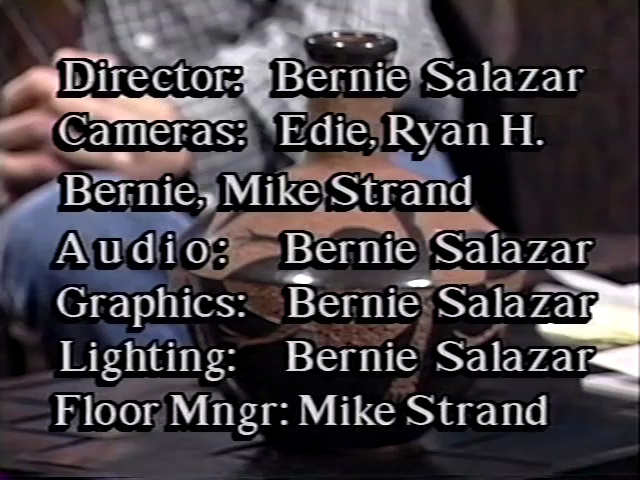 Director: Bernie Salazar
Cameras: Edie, Ryan H.
Bernie, Mike Strand
Audio: Bernie Salazar
Graphics: Bernie Salazar
Lighting: Bernie Salazar
Floor Mngr: Mike Strand